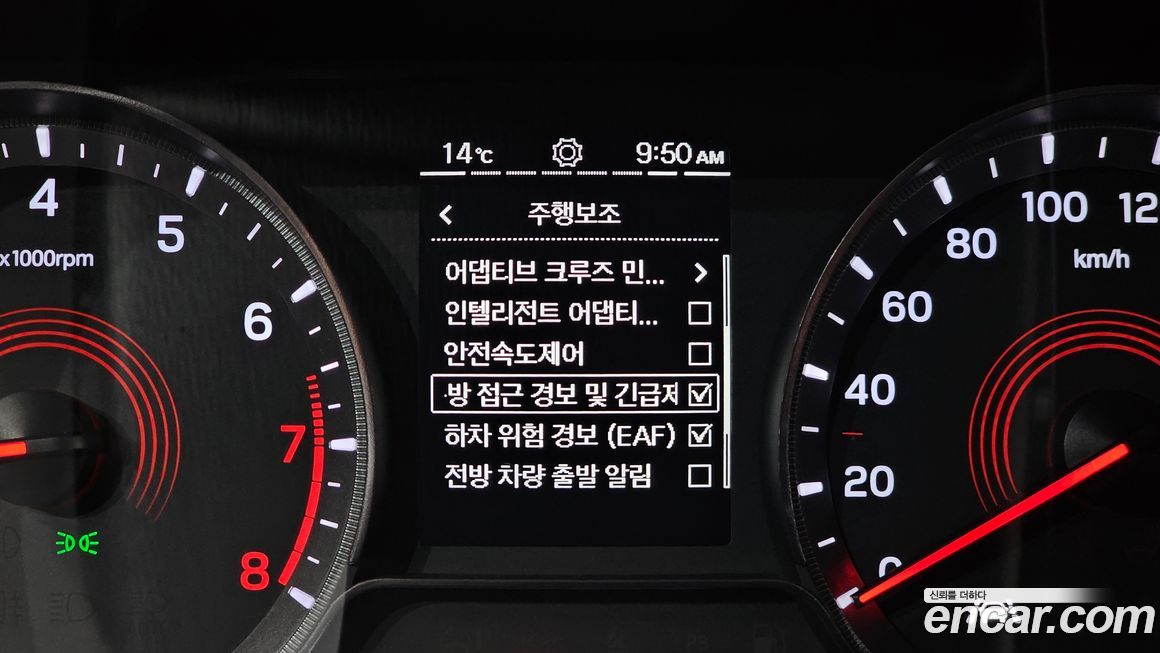 14℃ 9:50 AM
주행보조
어댑티브 크루즈 민...
인텔리전트 어댑티...
안전속도제어
방 접근 경보 및 긴급제
하차 위험 경보 (EAF)
전방 차량 출발 알림
4
5
6
7
8
x1000rpm
0
20
40
60
80
100
12
km/h
신뢰를 더하다
encar.com